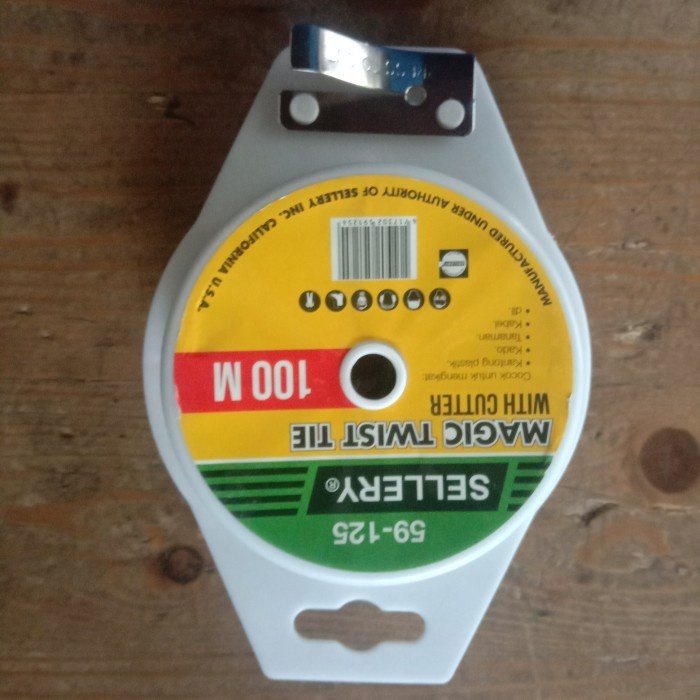 59-125
SELLERY®
MAGIC TWIST TIE
WITH CUTTER
100 M
Cocok untuk mengikat:
• Kantong plastik.
• Kado.
• Tanaman.
• Kabel.
• dll.
MANUFACTURED UNDER AUTHORITY OF SELLERY INC. CALIFORNIA U.S.A.